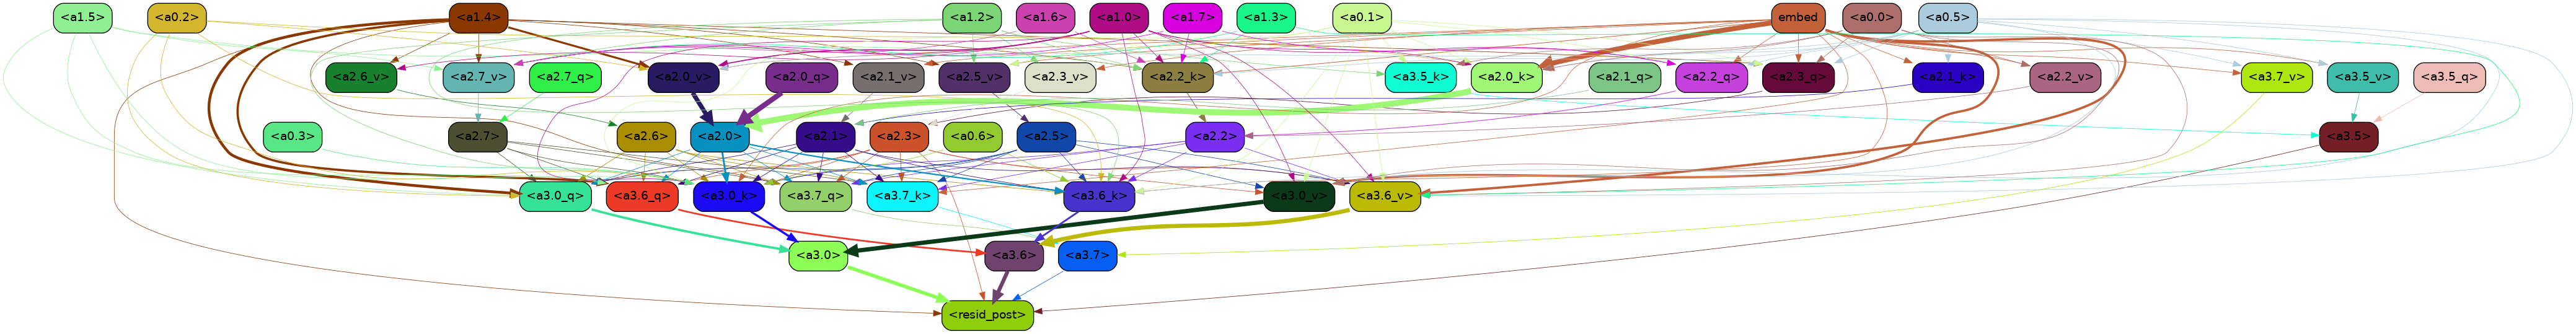 <a1.5> <a0.2> <a1.4> <a1.2> <a1.6> <a1.0> <a1.7> <a1.3> <a0.1> embed <a0.0> <a0.5>
<a2.6_v> <a2.7_v> <a2.7_q> <a2.0_v> <a2.0_q> <a2.1_v> <a2.5_v> <a2.3_v> <a2.2_k> <a3.5_k> <a2.0_k> <a2.1_q> <a2.2_q> <a2.3_q> <a2.1_k> <a2.2_v> <a3.7_v> <a3.5_v> <a3.5_q>
<a0.3> <a2.7> <a2.6> <a2.0> <a2.1> <a2.3> <a0.6> <a2.5> <a2.2> <a3.5>
<a3.0_q> <a3.6_q> <a3.0_k> <a3.7_q> <a3.7_k> <a3.6_k> <a3.0_v> <a3.6_v>
<a3.0> <a3.6> <a3.7>
<resid_post>